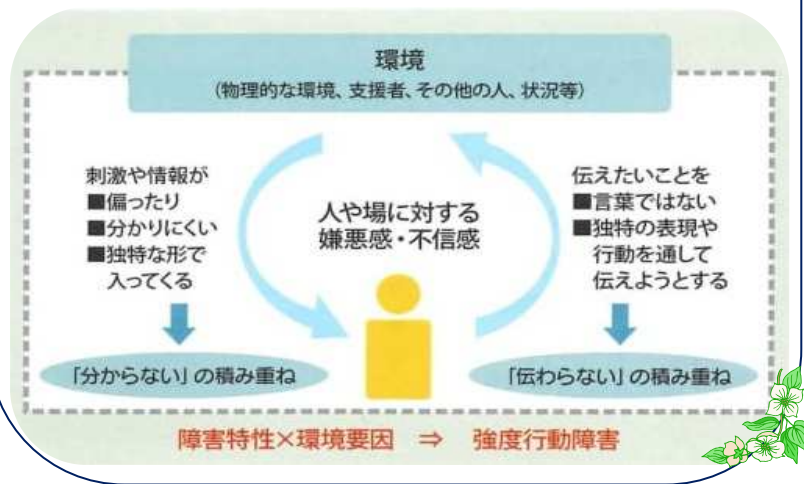 環境
(物理的な環境、支援者、その他の人、状況等)
刺激や情報が
■偏ったり
■分かりにくい
■独特な形で
入ってくる
「分からない」の積み重ね
人や場に対する
嫌悪感・不信感
伝えたいことを
■言葉ではない
■独特の表現や
行動を通して
伝えようとする
「伝わらない」の積み重ね
障害特性×環境要因 ⇒ 強度行動障害